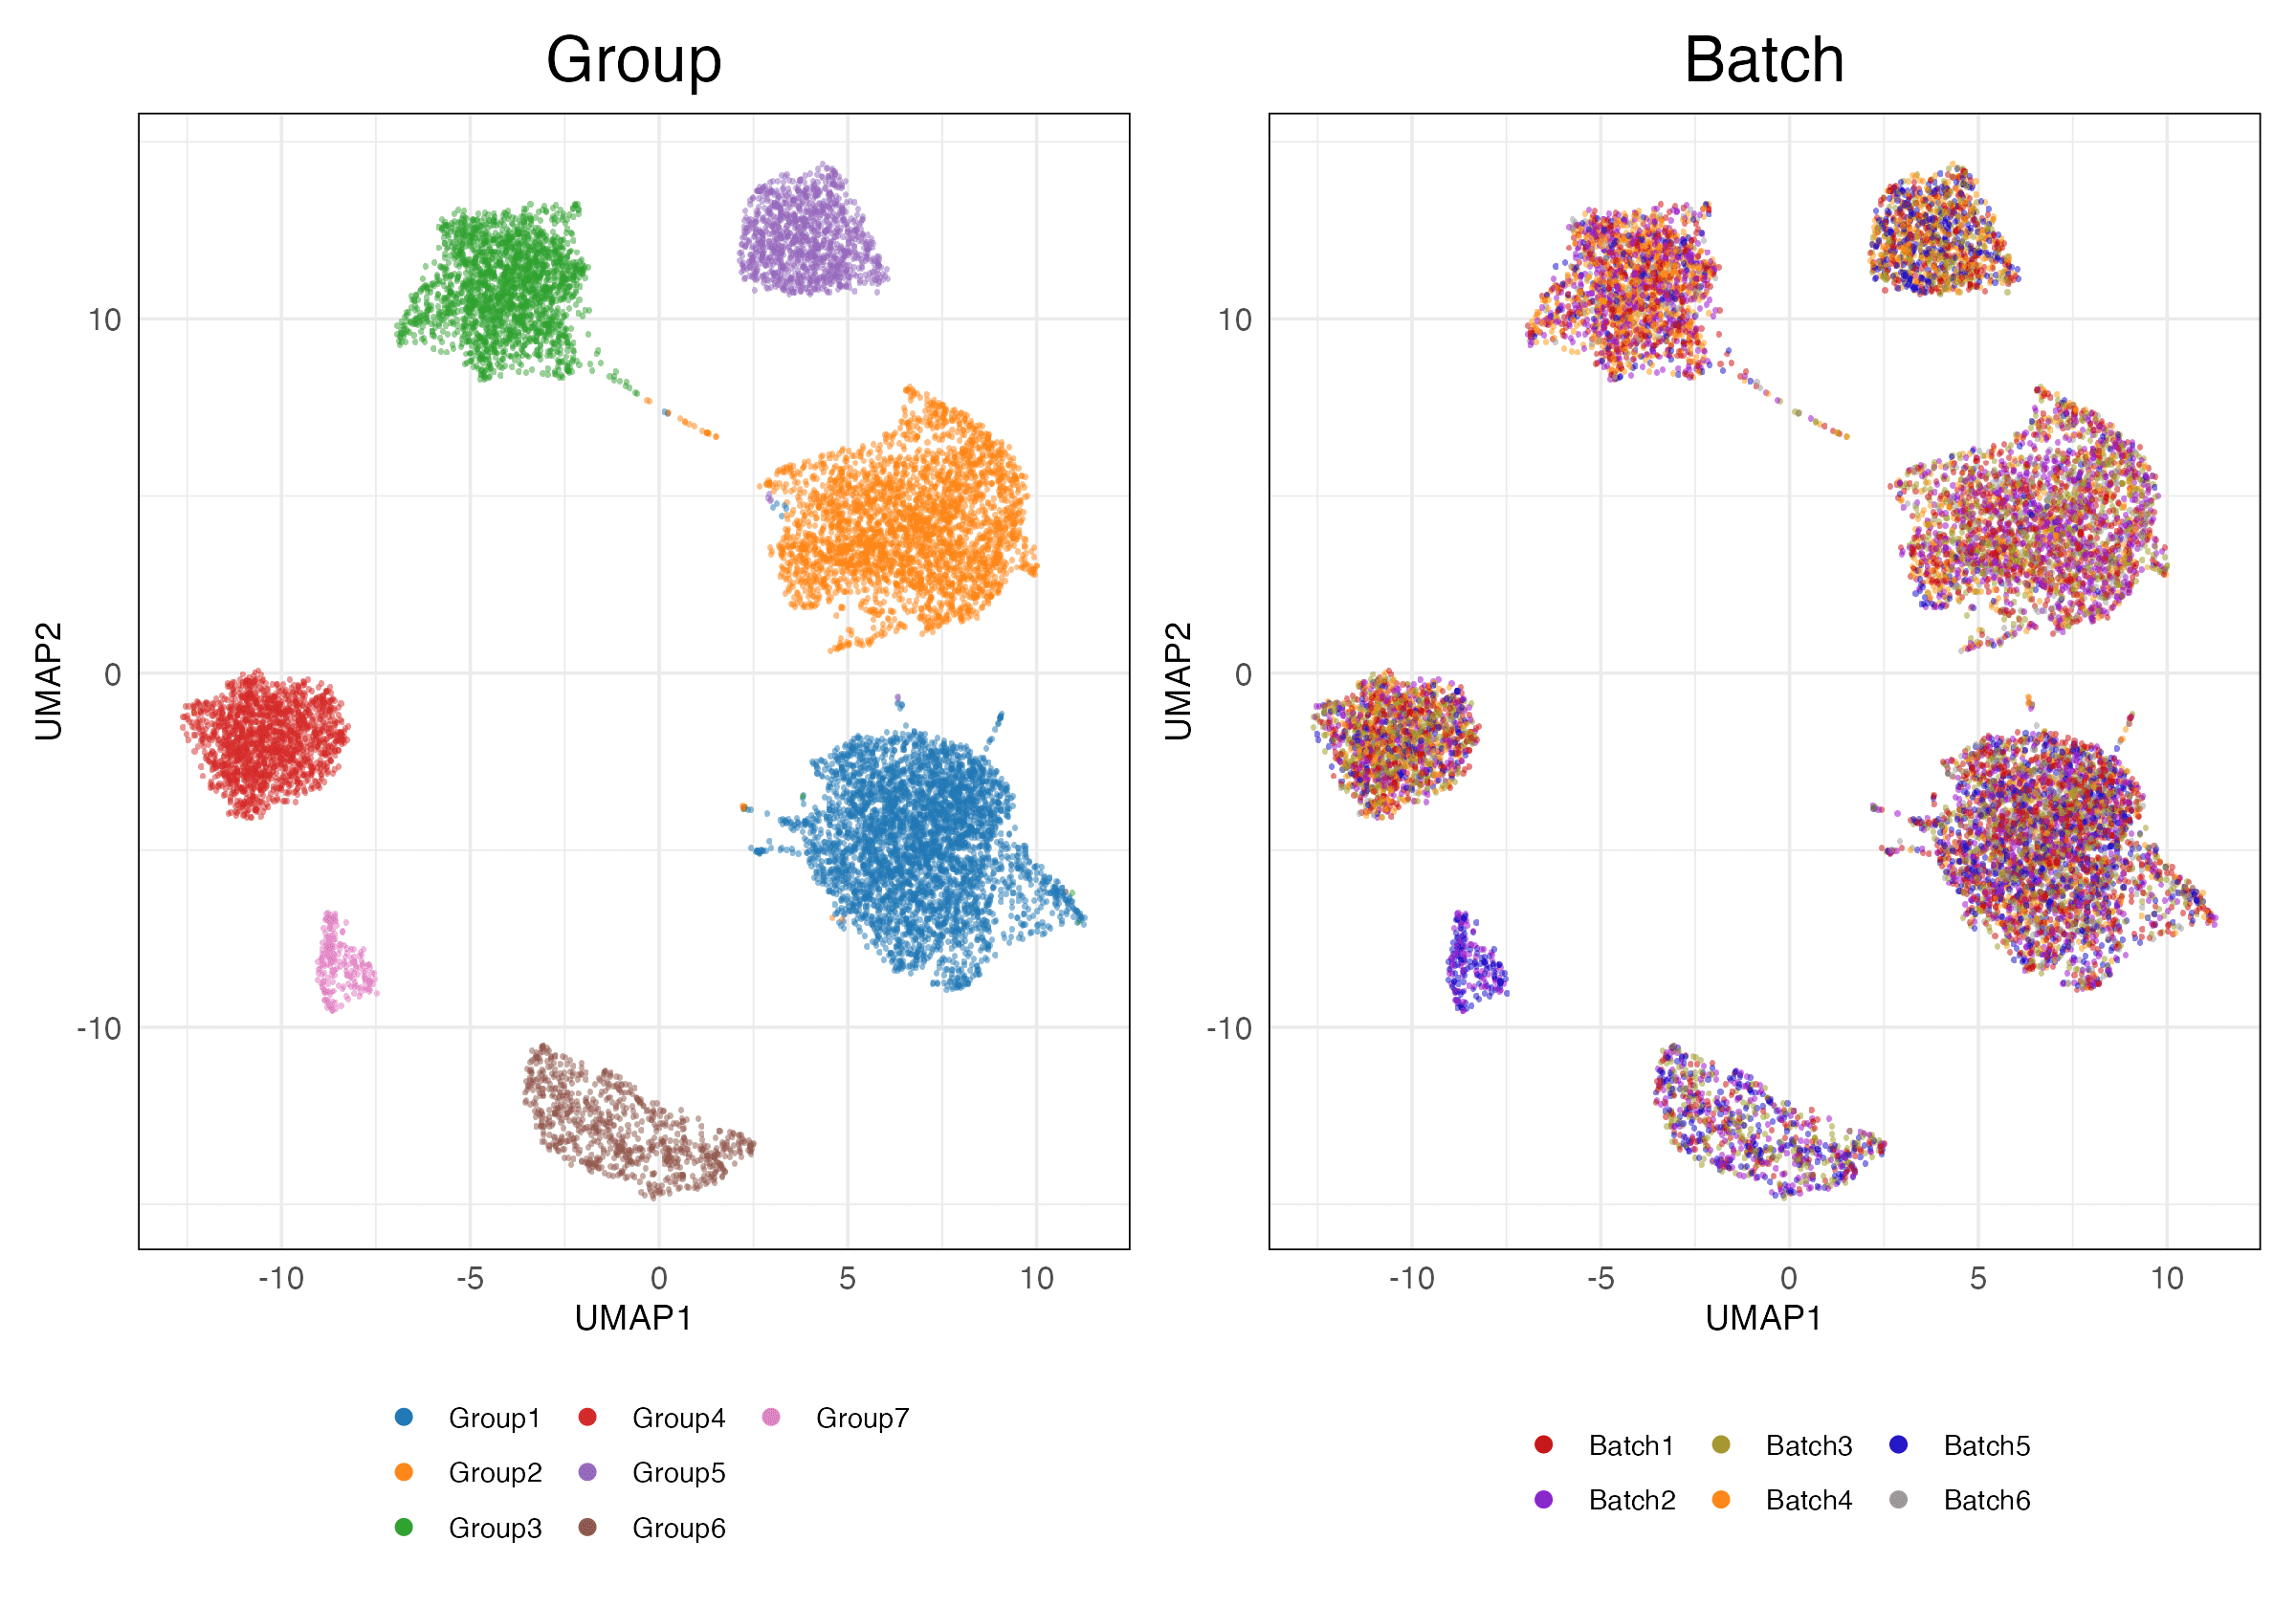 Group
Batch
10
0
-10
UMAP2
-10 -5 0 5 10
UMAP1
10
0
-10
UMAP2
-10 -5 0 5 10
UMAP1
Group1 Group4 Group7
Group2 Group5
Group3 Group6
Batch1 Batch3 Batch5
Batch2 Batch4 Batch6